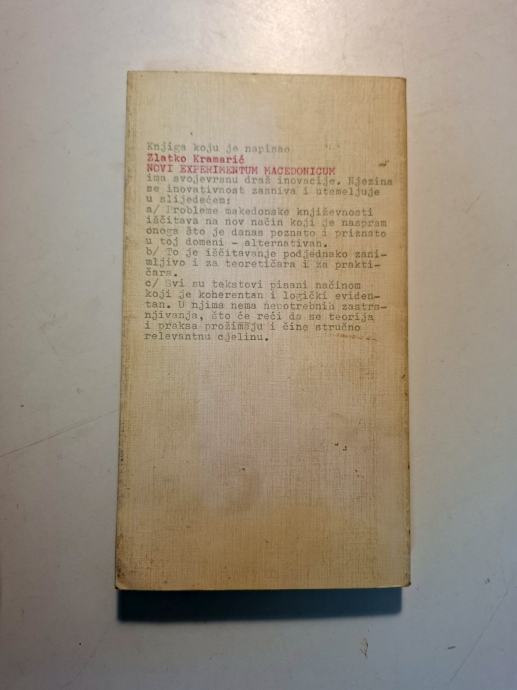 Knjiga koju je napisao
Zlatko Kramarić
NOVI EXPERIMENTUM MACEDONICUM
ima svojevrsnu draž inovacije. Njezina
se inovativnost zasniva i utemeljuje
u slijedećem:
a/ Probleme makedonske književnosti
iščitava na nov način koji je naspram
onoga što je danas poznato i priznato
u toj domeni - alternativan.
b/ To je iščitavanje podjednako zani-
mljivo i za teoretičara i za prakti-
čara.
c/ Svi su tekstovi pisani načinom
koji je koherentan i logički eviden-
tan. U njima nema nepotrebnih zastra-
njivanja, što će reći da se teorija
i praksa prožimaju i čine stručno
relevantnu cjelinu.